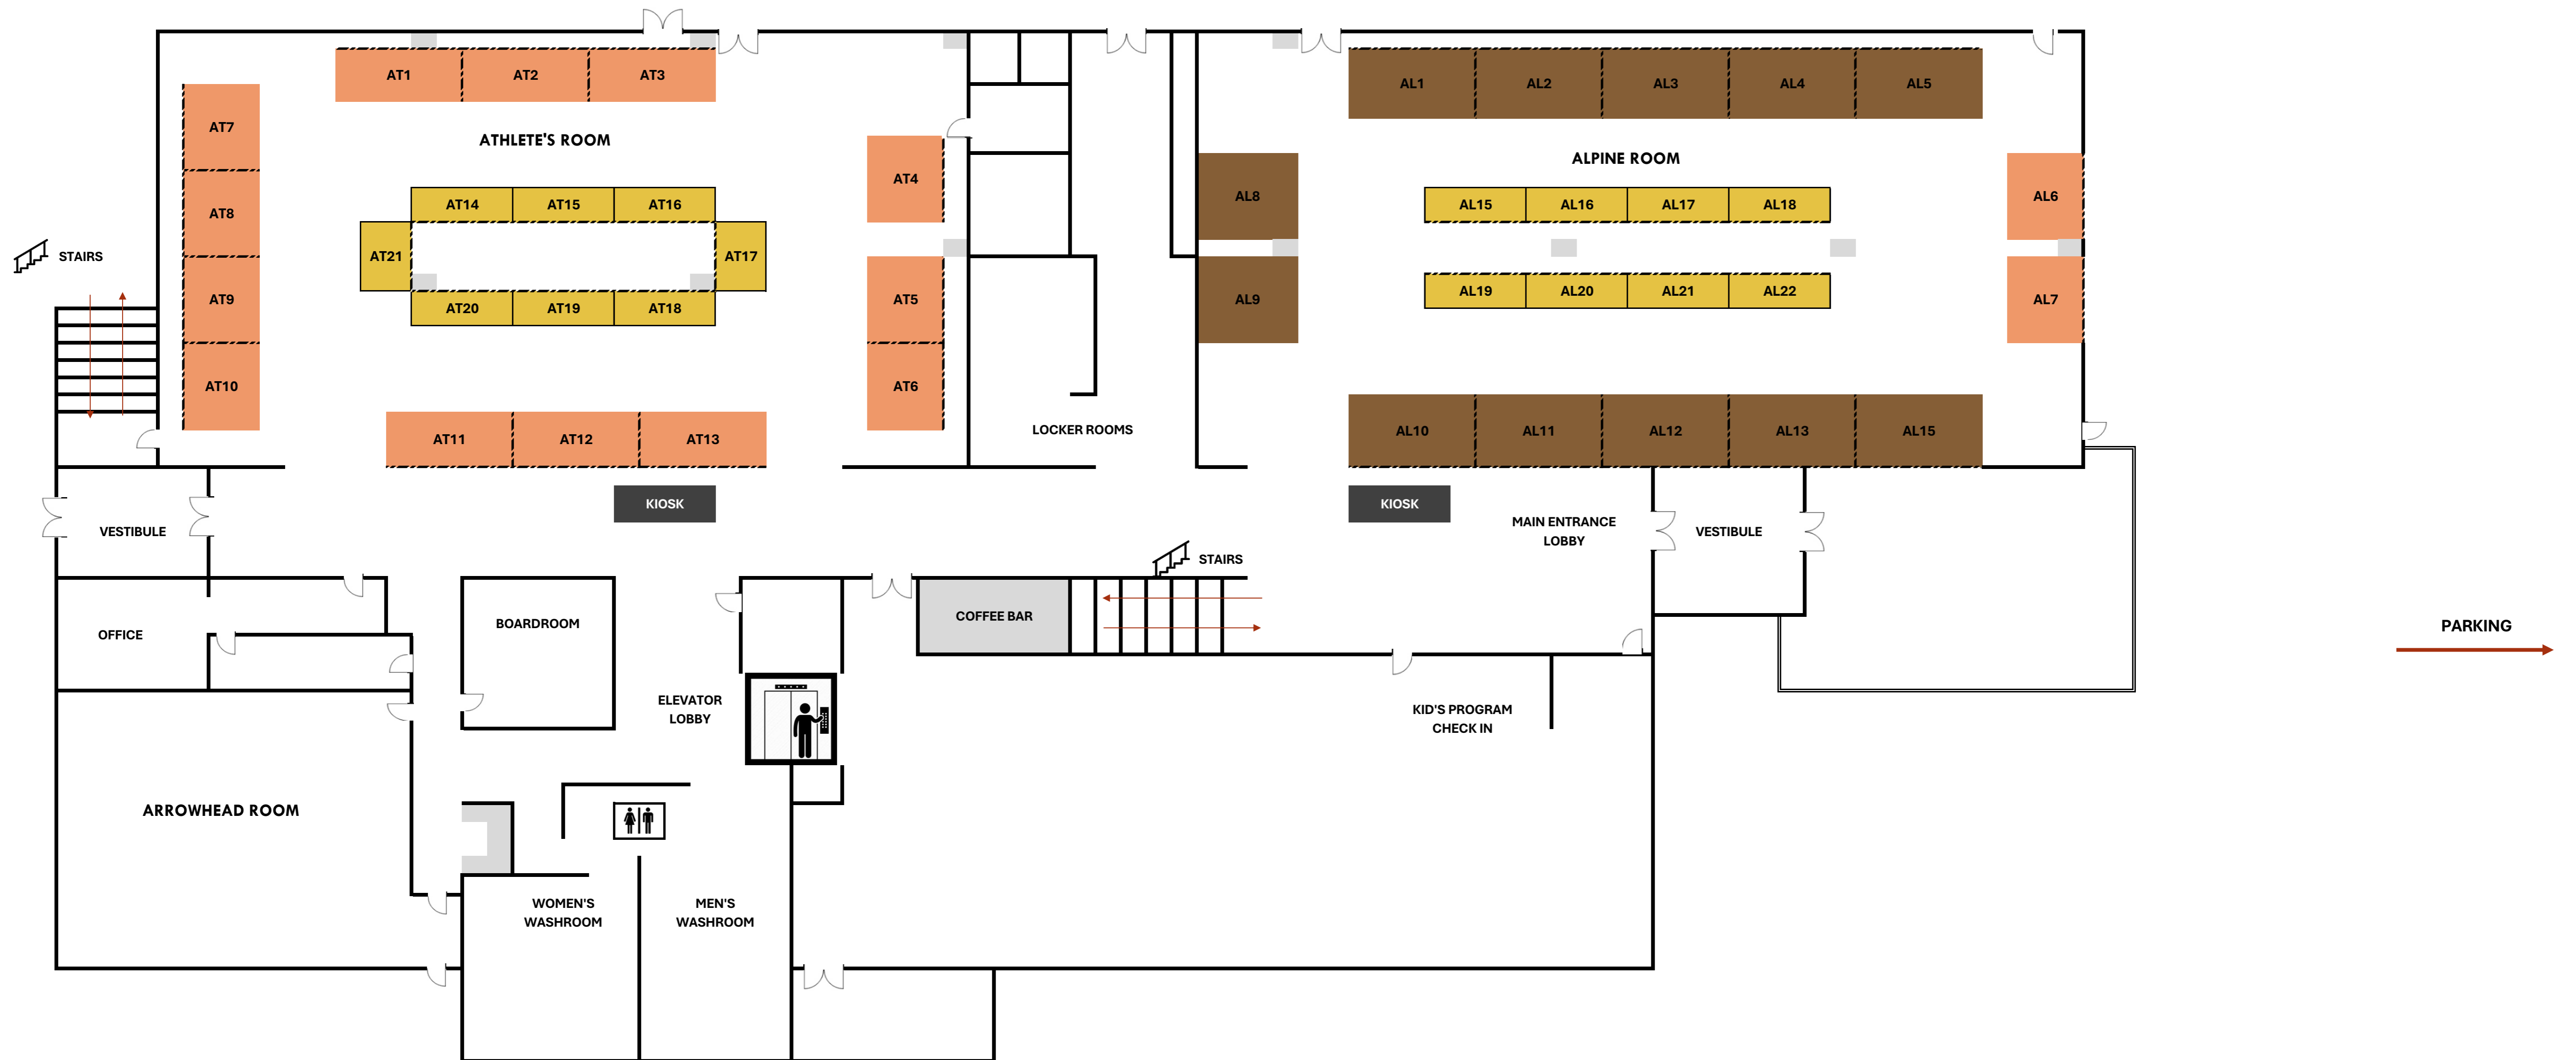 AT1
AT2
AT3
AL1
AL2
AL3
AL4
AL5
AT7
ATHLETE'S ROOM
ALPINE ROOM
AT4
AL8
AL6
AT8
AT14
AT15
AT16
AL15
AL16
AL17
AL18
STAIRS
AT21
AT17
AT9
AT20
AT19
AT18
AT5
AL9
AL19
AL20
AL21
AL22
AL7
AT10
AT6
AT11
AT12
AT13
LOCKER ROOMS
AL10
AL11
AL12
AL13
AL15
KIOSK
KIOSK
VESTIBULE
MAIN ENTRANCE
LOBBY
VESTIBULE
STAIRS
OFFICE
BOARDROOM
COFFEE BAR
PARKING
ELEVATOR
LOBBY
KID'S PROGRAM
CHECK IN
ARROWHEAD ROOM
WOMEN'S
WASHROOM
MEN'S
WASHROOM